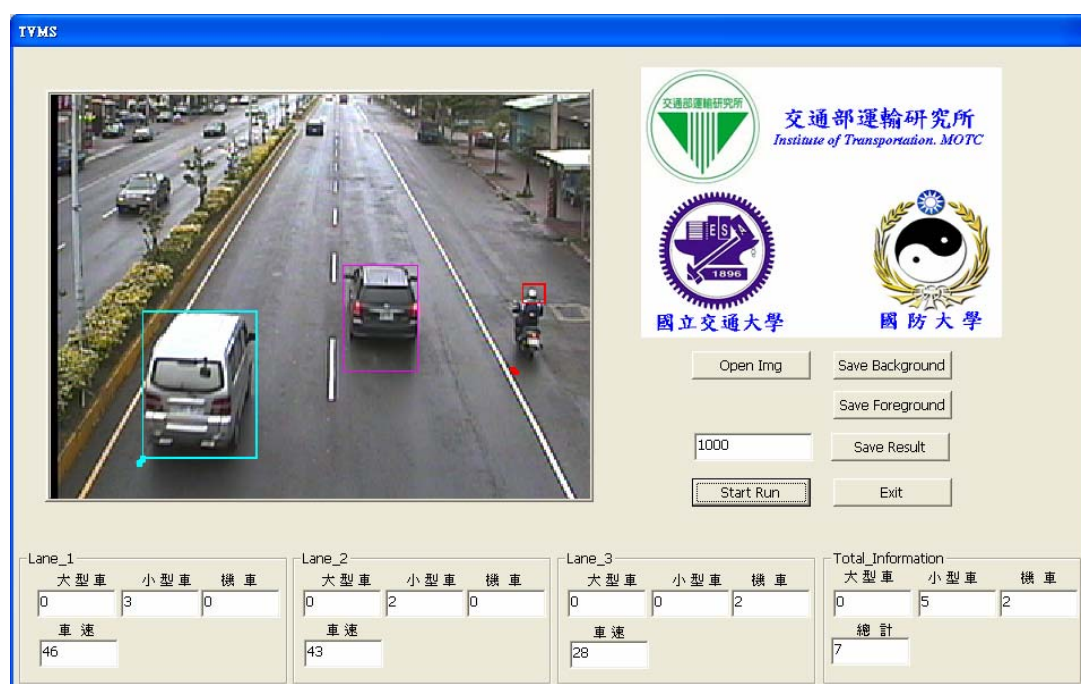 TVMS
交通部運輸研究所
交通部運輸研究所
Institute of Transportation. MOTC
ESA
1896
國立交通大學
國防大學
Open Img
Save Background
Save Foreground
1000
Save Result
Start Run
Exit
Lane_1
大型車 小型車 機車
0 3 0
車速
46
Lane_2
大型車 小型車 機車
0 2 0
車速
43
Lane_3
大型車 小型車 機車
0 0 2
車速
28
Total_Information
大型車 小型車 機車
0 5 2
總計
7